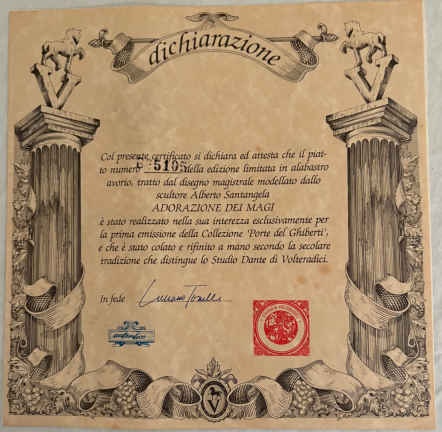 dichiarazione
Col presente certificato si dichiara ed attesta che il piat-
to numero 5105 della edizione limitata in alabastro
avorio, tratto dal disegno magistrale modellato dallo
scultore Alberto Santangela
ADORAZIONE DEI MAGI
è stato realizzato nella sua interezza esclusivamente per
la prima emissione della Collezione 'Porte del Ghiberti',
e che è stato colato e rifinito a mano secondo la secolare
tradizione che distingue lo Studio Dante di Volteradici.
In fede
V